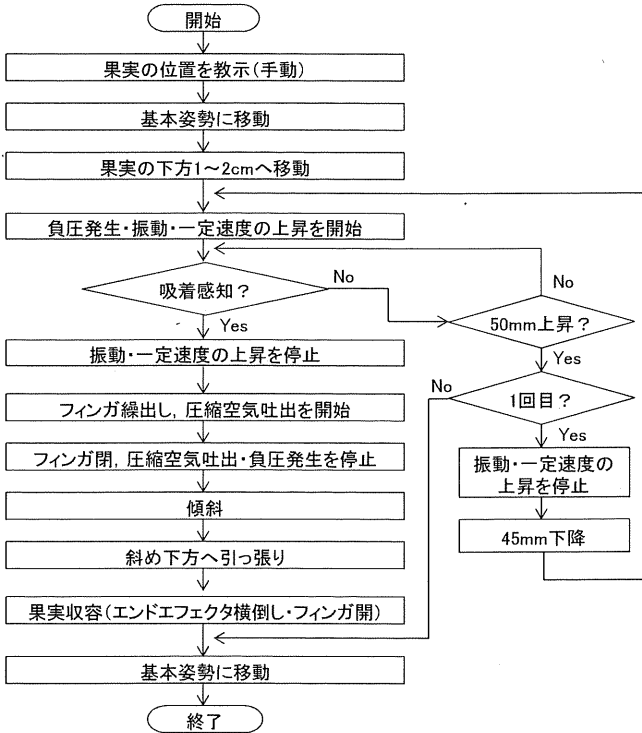 開始
果実の位置を教示(手動)
基本姿勢に移動
果実の下方1～2cmへ移動
負圧発生・振動・一定速度の上昇を開始
吸着感知？
No
Yes
振動・一定速度の上昇を停止
フィンガ繰出し，圧縮空気吐出を開始
フィンガ閉，圧縮空気吐出・負圧発生を停止
傾斜
斜め下方へ引っ張り
果実収容(エンドエフェクタ横倒し・フィンガ開)
基本姿勢に移動
終了
No
50mm上昇？
Yes
No
1回目？
Yes
振動・一定速度の
上昇を停止
45mm下降